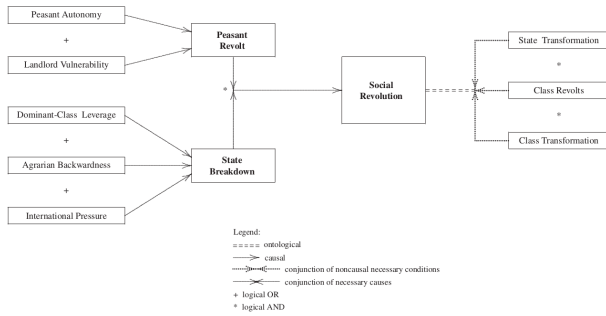 Peasant Autonomy
+
Landlord Vulnerability
Peasant
Revolt
*
Dominant-Class Leverage
+
Agrarian Backwardness
+
International Pressure
State
Breakdown
Social
Revolution
State Transformation
*
Class Revolts
*
Class Transformation
Legend:
ontological
causal
conjunction of noncausal necessary conditions
conjunction of necessary causes
+ logical OR
* logical AND